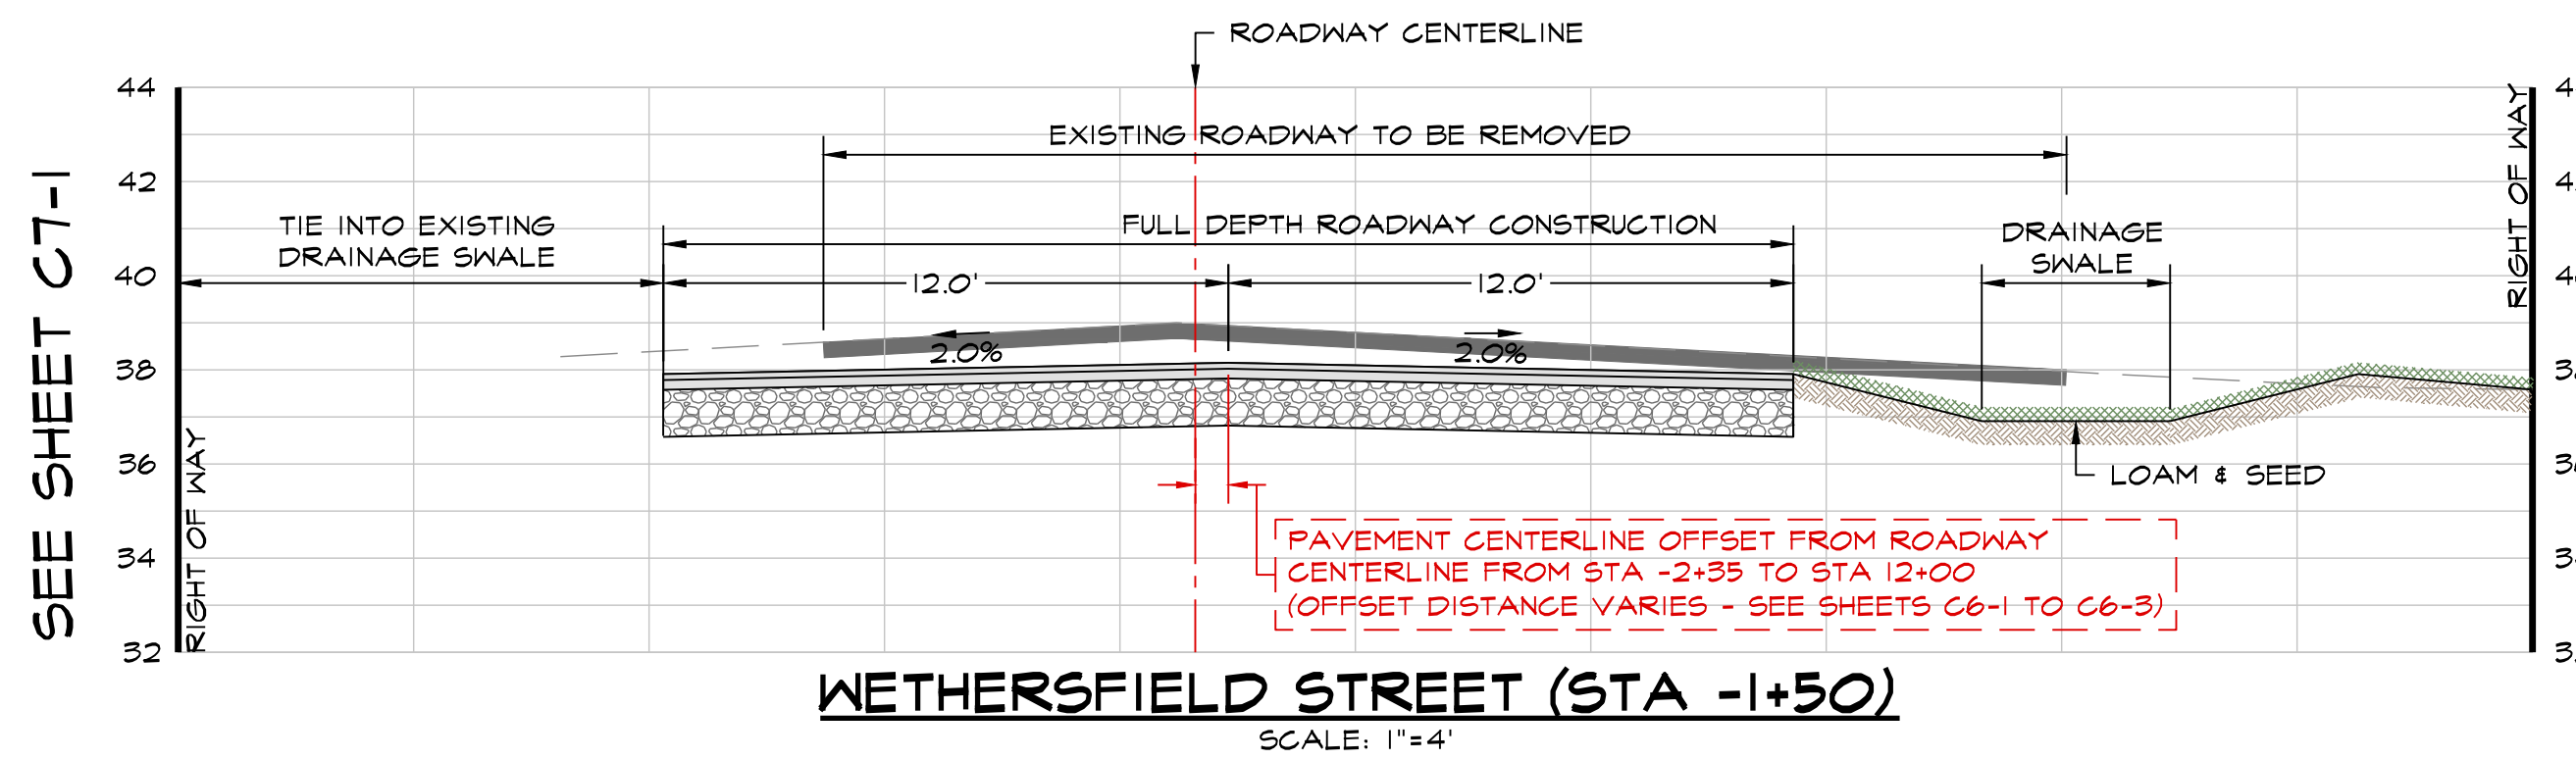 ROADWAY CENTERLINE
44
42
40
38
36
34
32
SEE SHEET C7-1
RIGHT OF WAY
RIGHT OF WAY
EXISTING ROADWAY TO BE REMOVED
TIE INTO EXISTING
DRAINAGE SWALE
FULL DEPTH ROADWAY CONSTRUCTION
DRAINAGE
SWALE
12.0'
12.0'
2.0%
2.0%
LOAM & SEED
PAVEMENT CENTERLINE OFFSET FROM ROADWAY
CENTERLINE FROM STA -2+35 TO STA 12+00
(OFFSET DISTANCE VARIES - SEE SHEETS C6-1 TO C6-3)
WETHERSFIELD STREET (STA -1+50)
SCALE: 1"=4'